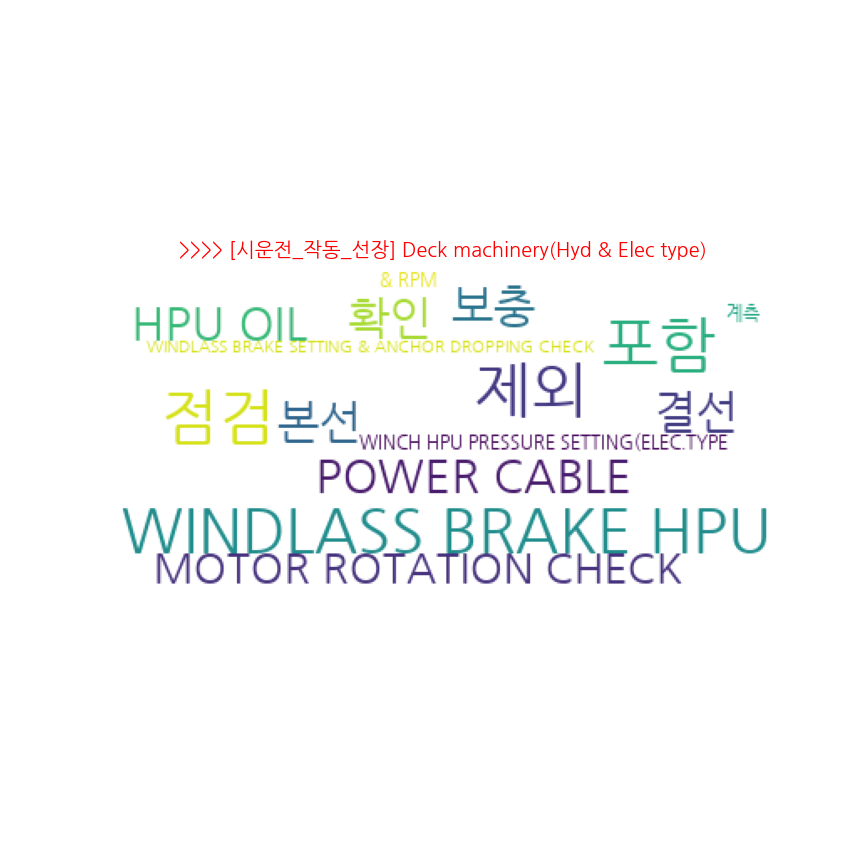 >>>> [시운전_작동_선장] Deck machinery(Hyd & Elec type)
& RPM
HPU OIL
확인
보충
계측
WINDLASS BRAKE SETTING & ANCHOR DROPPING CHECK
포함
제외
점검
본선
결선
WINCH HPU PRESSURE SETTING(ELEC.TYPE
POWER CABLE
WINDLASS BRAKE HPU
MOTOR ROTATION CHECK